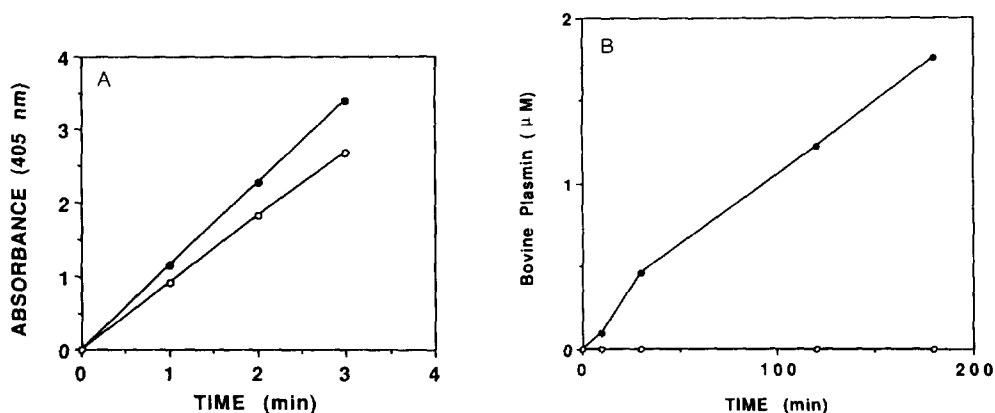 A
ABSORBANCE (405 nm)
4
3
2
1
0
0 1 2 3 4
TIME (min)
B
Bovine Plasmin (μM)
2
1
0
0 100 200
TIME (min)